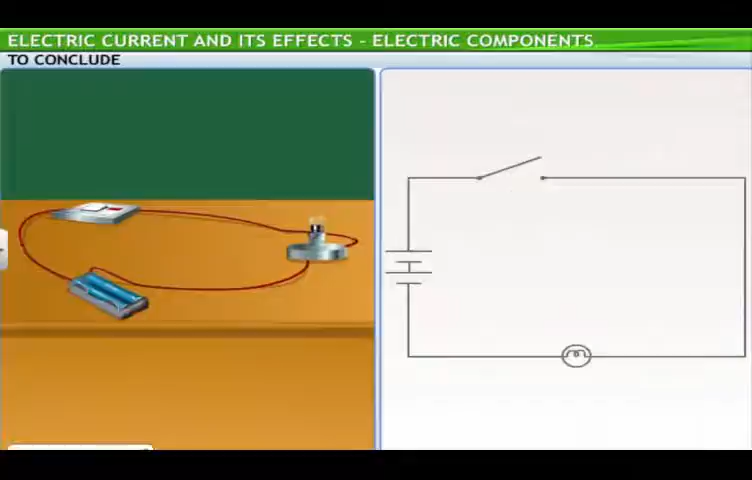 ELECTRIC CURRENT AND ITS EFFECTS - ELECTRIC COMPONENTS
TO CONCLUDE